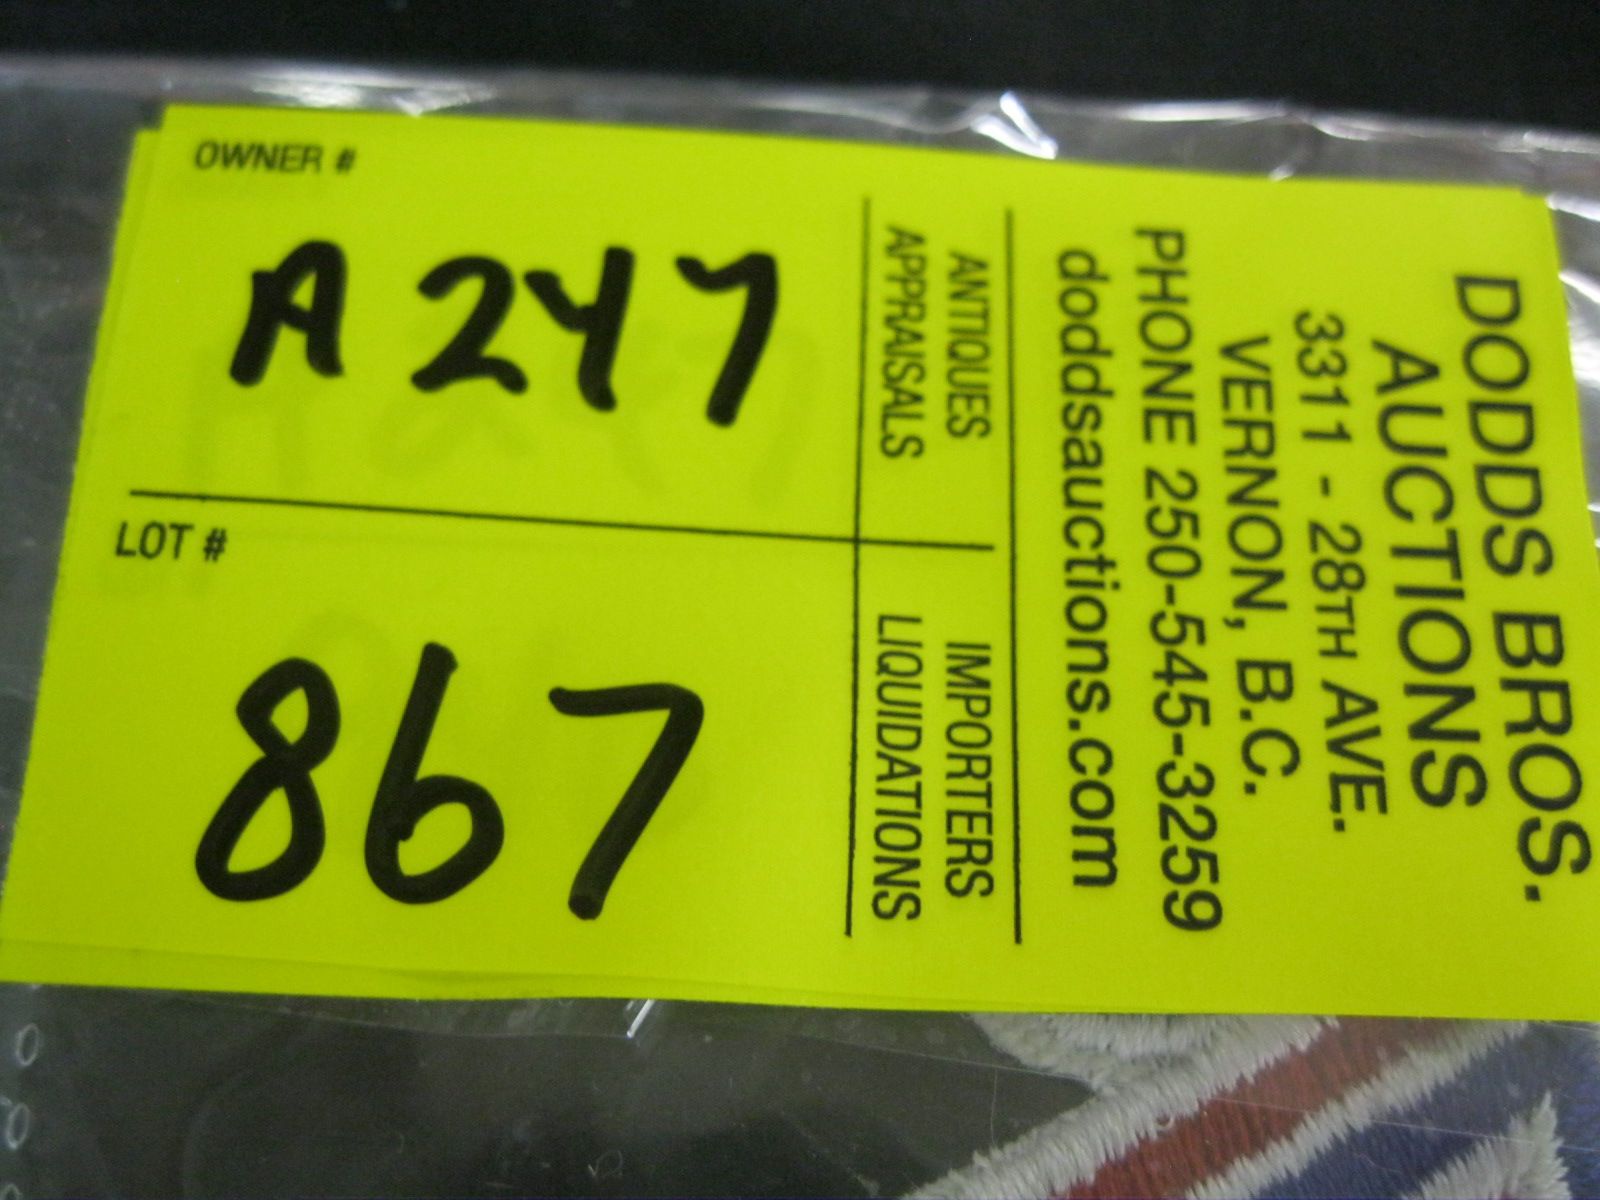 OWNER #
A 247
LOT #
867
ANTIQUES
APPRAISALS
IMPORTERS
LIQUIDATIONS
DODDS BROS.
AUCTIONS
3311 - 28TH AVE.
VERNON, B.C.
PHONE 250-545-3259
doddsauctions.com